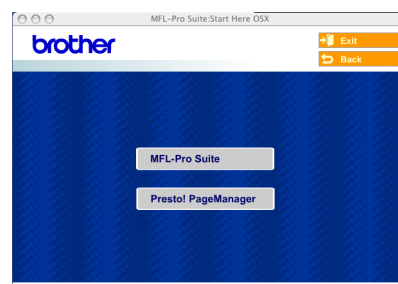 MFL-Pro Suite:Start Here OSX
brother
Exit
Back
MFL-Pro Suite
Presto! PageManager